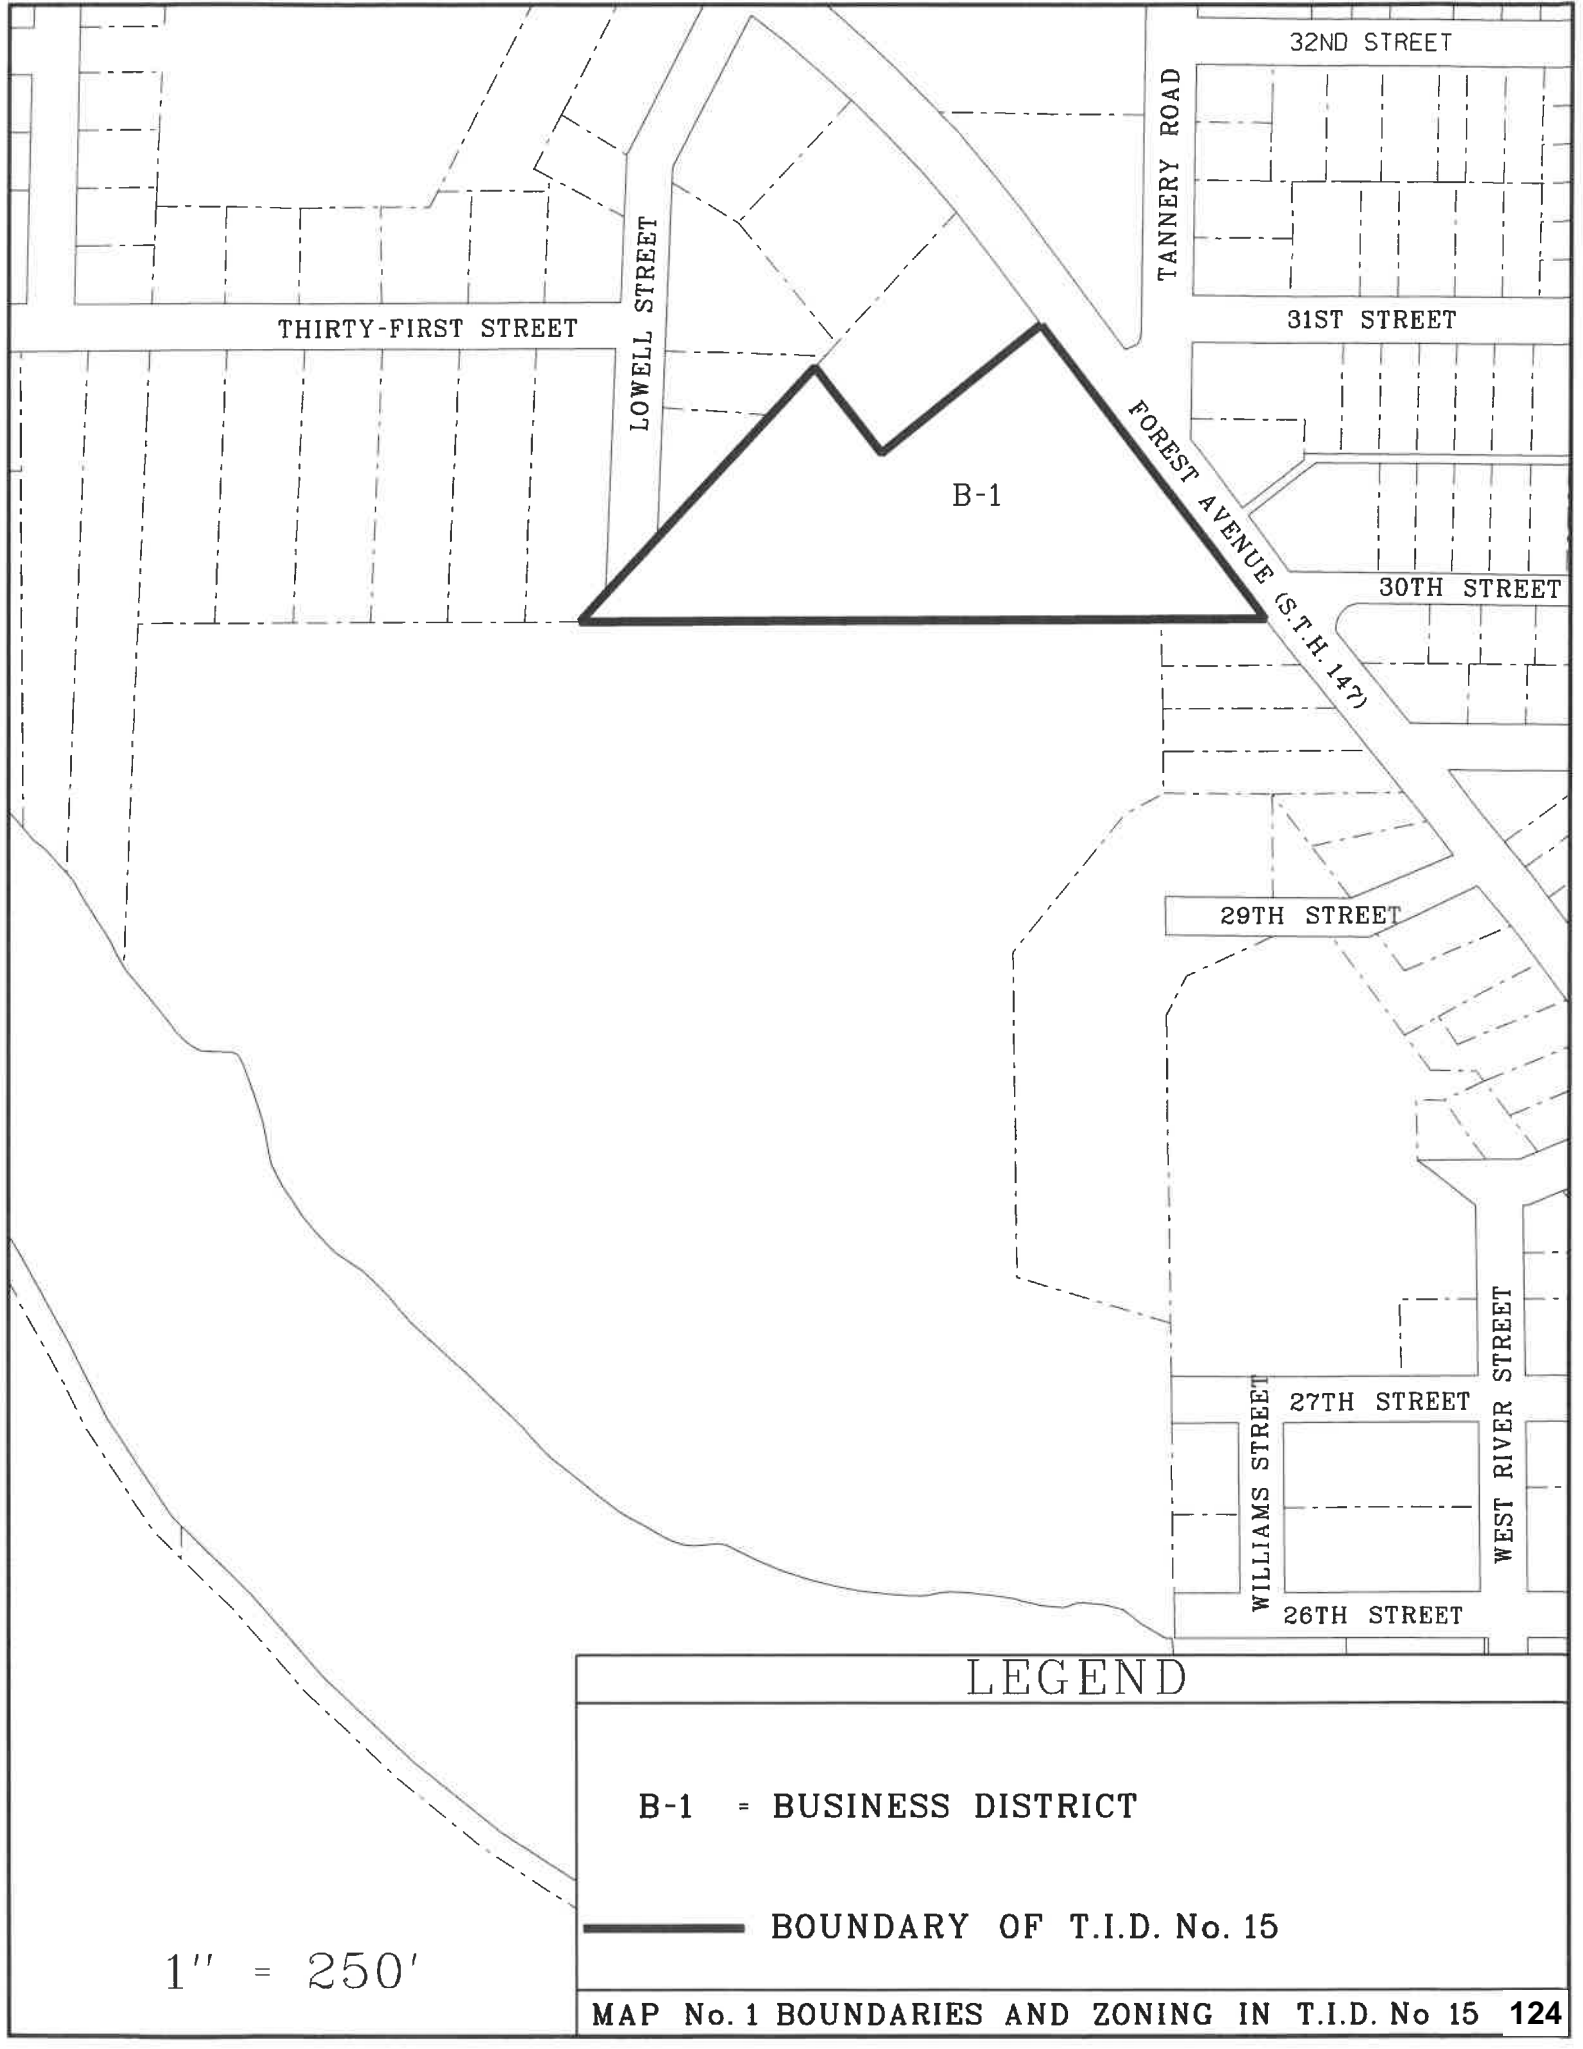 32ND STREET
TANNERY ROAD
LOWELL STREET
THIRTY-FIRST STREET
31ST STREET
FOREST AVENUE (S.T.H. 147)
B-1
30TH STREET
29TH STREET
WEST RIVER STREET
WILLIAMS STREET
27TH STREET
26TH STREET
LEGEND
B-1 = BUSINESS DISTRICT
BOUNDARY OF T.I.D. No. 15
1" = 250'
MAP No. 1 BOUNDARIES AND ZONING IN T.I.D. No 15 124